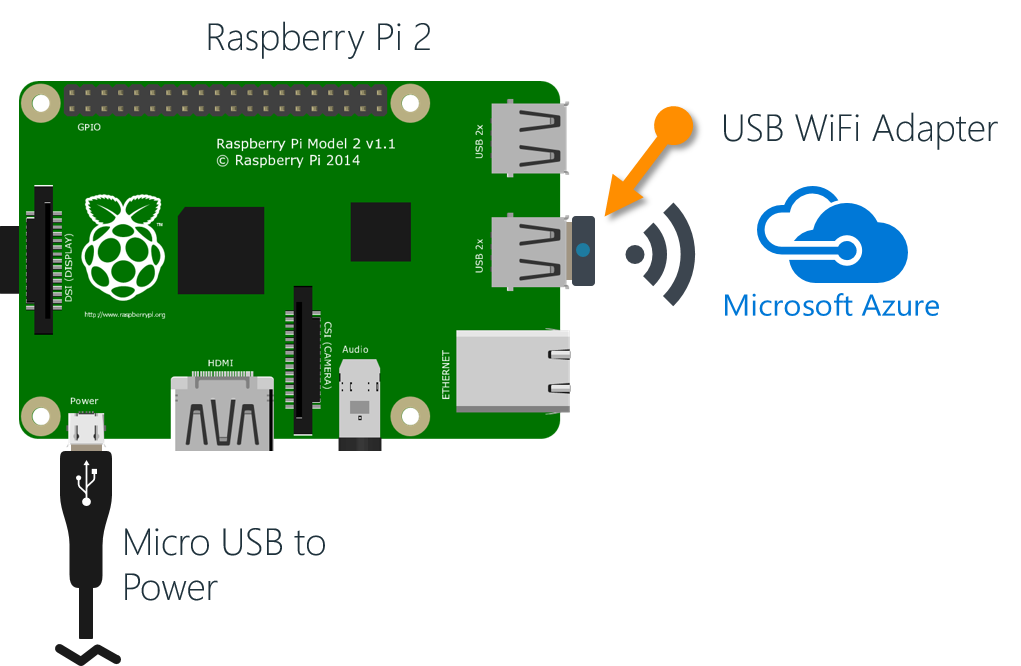 Raspberry Pi 2
GPIO
Raspberry Pi Model 2 v1.1
© Raspberry Pi 2014
USB 2x
USB WiFi Adapter
DSI (DISPLAY)
™
USB 2x
http://www.raspberrypi.org
Microsoft Azure
CSI (CAMERA)
Audio
ETHERNET
HDMI
Power
Micro USB to
Power